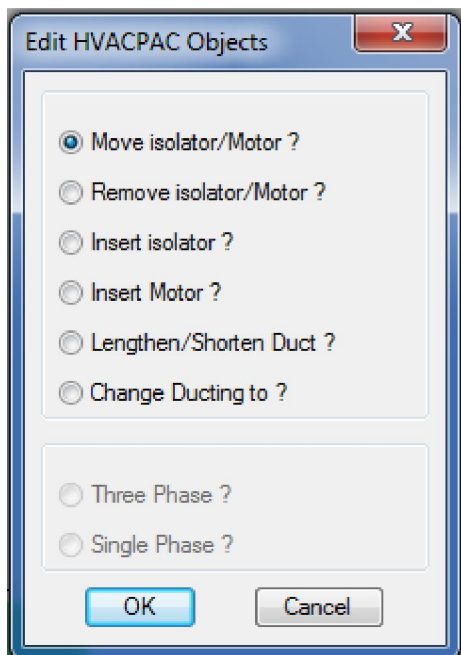 Edit HVACPAC Objects
Move isolator/Motor ?
Remove isolator/Motor ?
Insert isolator ?
Insert Motor ?
Lengthen/Shorten Duct ?
Change Ducting to ?
Three Phase ?
Single Phase ?
OK Cancel